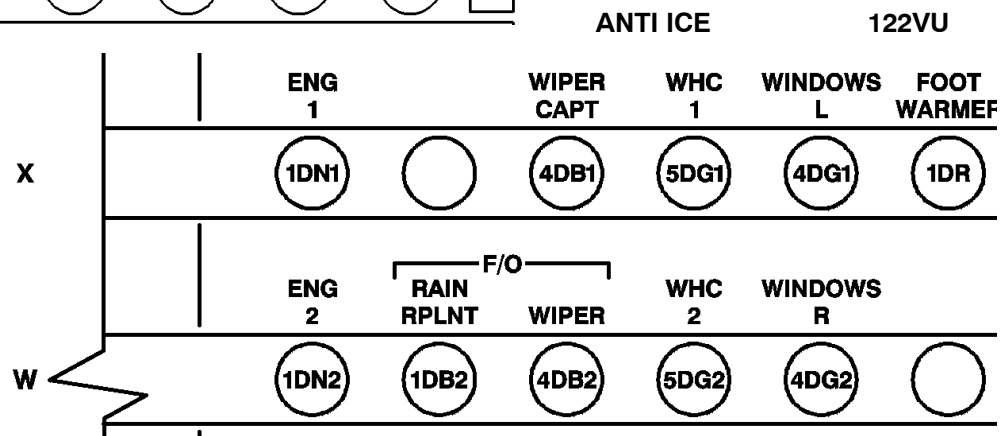 ANTI ICE 122VU
ENG WIPER WHC WINDOWS FOOT
1 CAPT 1 L WARMER
X 1DN1 4DB1 5DG1 4DG1 1DR
F/O
ENG RAIN WHC WINDOWS
2 RPLNT WIPER 2 R
W 1DN2 1DB2 4DB2 5DG2 4DG2